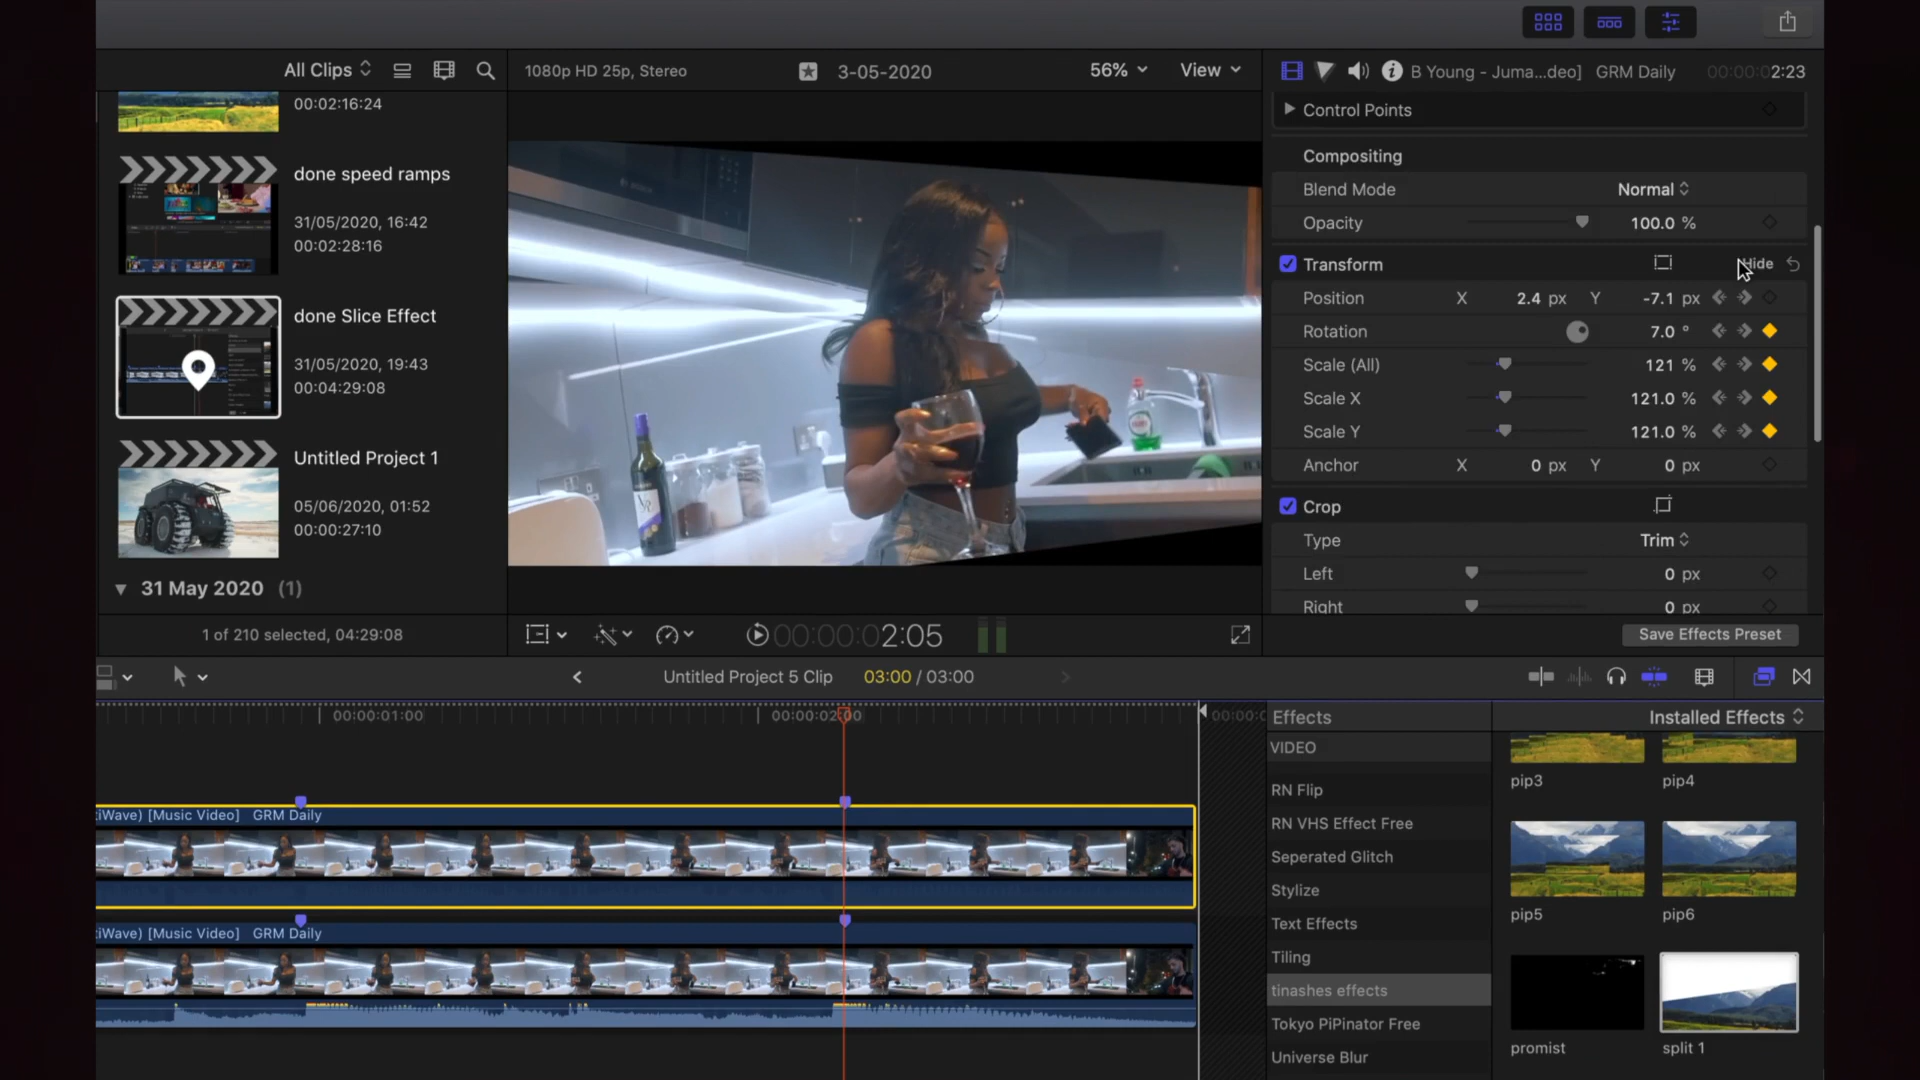 All Clips
1080p HD 25p, Stereo
3-05-2020
56%
View
B Young - Juma...deo]
GRM Daily
00:00:02:23
00:02:16:24
done speed ramps
31/05/2020, 16:42
00:02:28:16
done Slice Effect
31/05/2020, 19:43
00:04:29:08
Untitled Project 1
05/06/2020, 01:52
00:00:27:10
31 May 2020 (1)
1 of 210 selected, 04:29:08
Control Points
Compositing
Blend Mode Normal
Opacity 100.0 %
Transform Hide
Position X 2.4 px Y -7.1 px
Rotation 7.0 °
Scale (All) 121 %
Scale X 121.0 %
Scale Y 121.0 %
Anchor X 0 px Y 0 px
Crop
Type Trim
Left 0 px
Right 0 px
Save Effects Preset
00:00:02:05
Untitled Project 5 Clip
03:00 / 03:00
00:00:01:00
00:00:02:00
iWave) [Music Video] GRM Daily
iWave) [Music Video] GRM Daily
Effects
Installed Effects
VIDEO
RN Flip
RN VHS Effect Free
Seperated Glitch
Stylize
Text Effects
Tiling
tinashes effects
Tokyo PiPinator Free
Universe Blur
pip3
pip4
pip5
pip6
promist
split 1